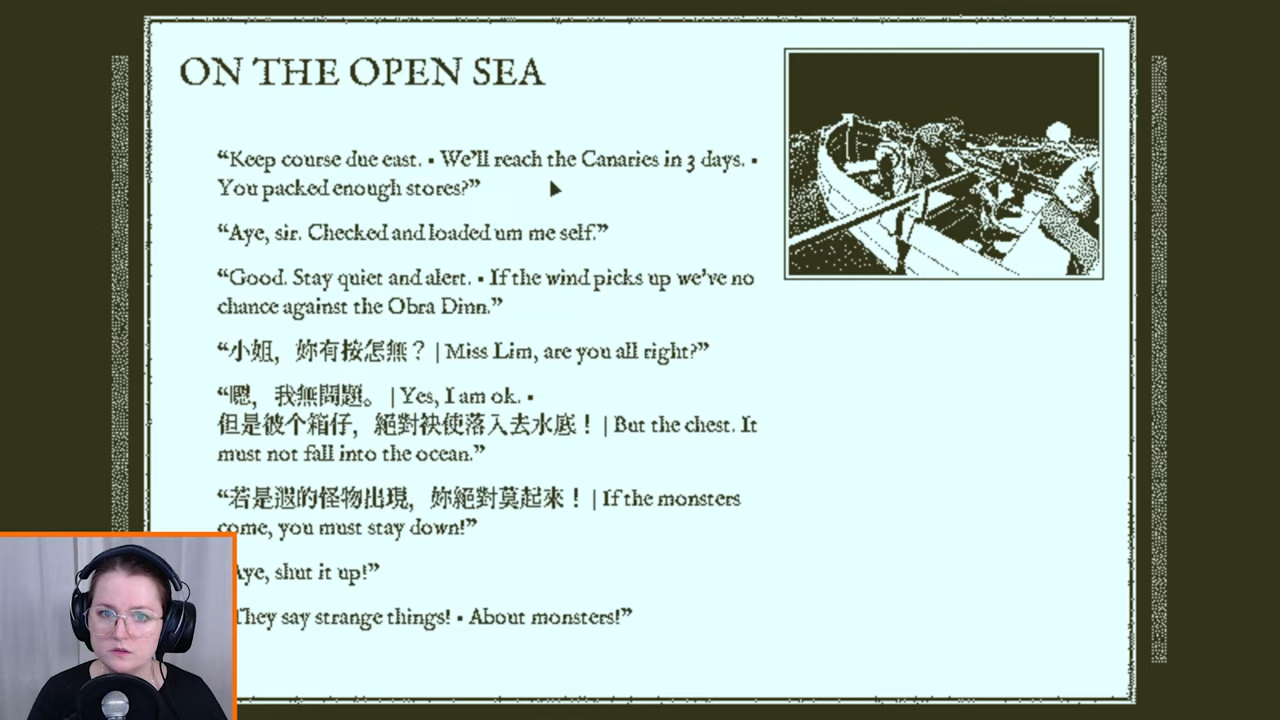 ON THE OPEN SEA
“Keep course due east. ▪ We’ll reach the Canaries in 3 days. ▪
You packed enough stores?”
“Aye, sir. Checked and loaded um me self.”
“Good. Stay quiet and alert. ▪ If the wind picks up we’ve no
chance against the Obra Dinn.”
“小姐，妳有按怎無？ | Miss Lim, are you all right?”
“嗯，我無問題。 | Yes, I am ok. ▪
但是彼个箱仔，絕對袂使落入去水底！ | But the chest. It
must not fall into the ocean.”
“若是遐的怪物出現，妳絕對莫起來！ | If the monsters
come, you must stay down!”
Aye, shut it up!”
They say strange things! ▪ About monsters!”